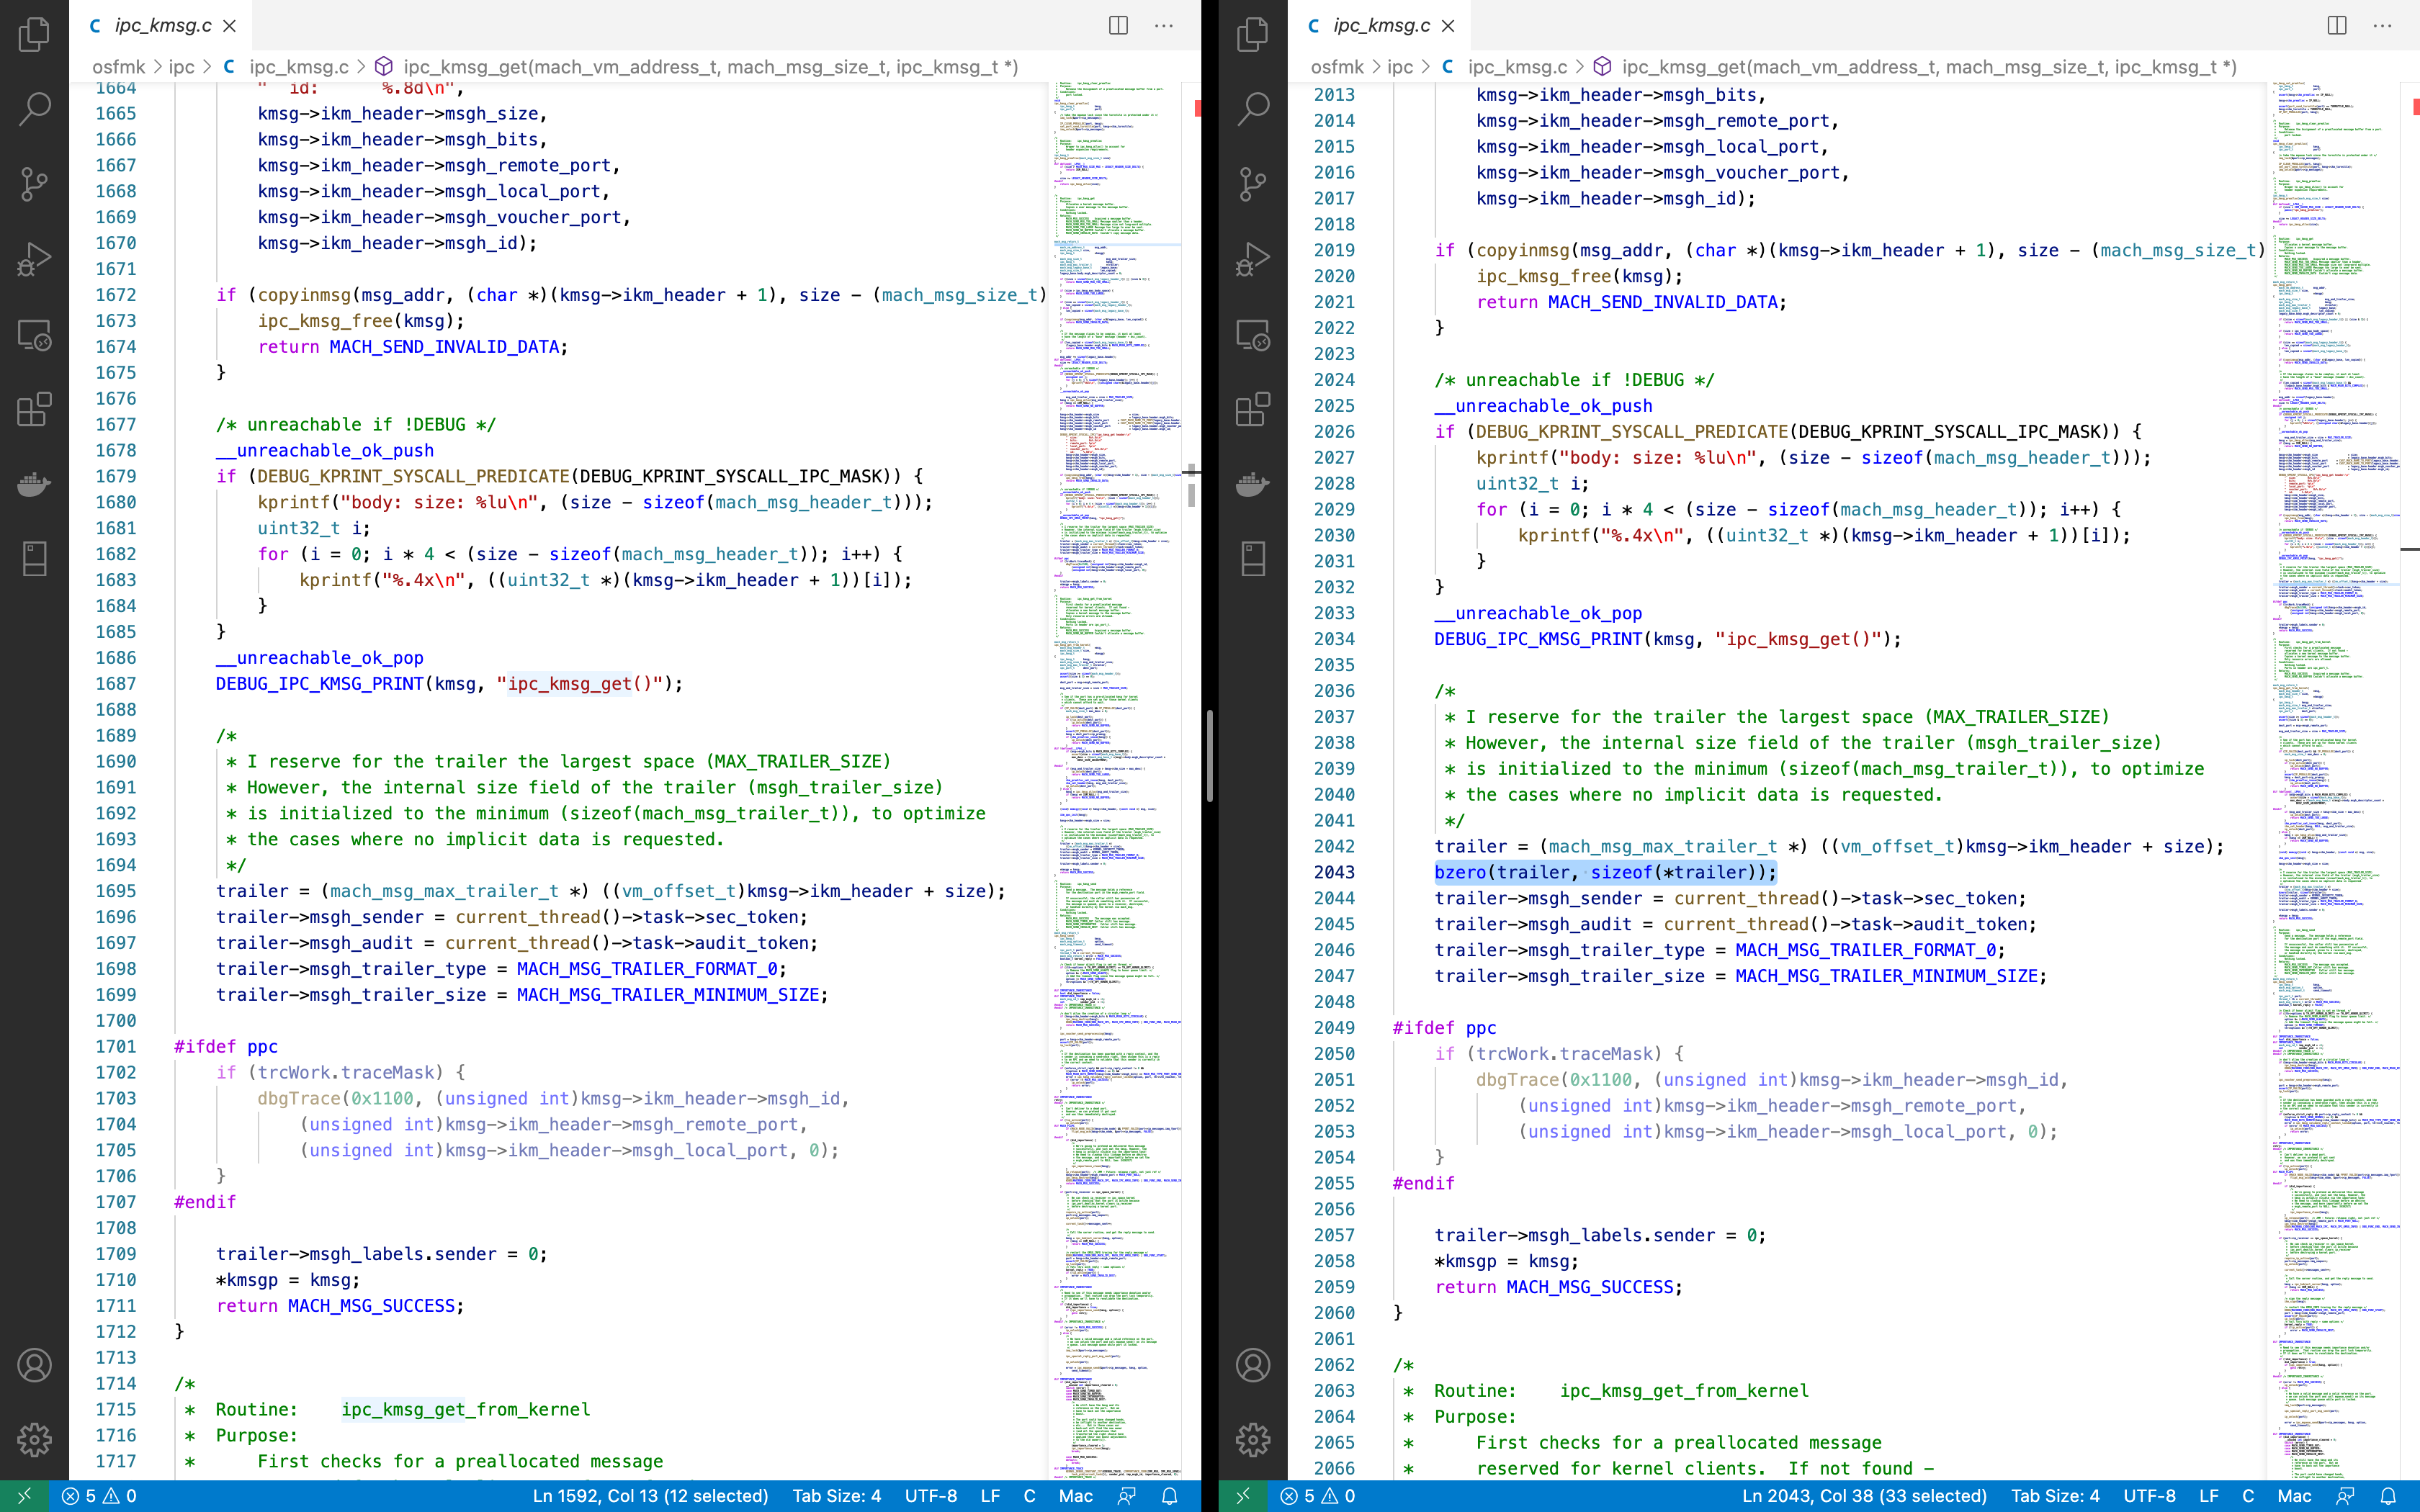 ipc_kmsg.c
osfmk > ipc > C ipc_kmsg.c > ipc_kmsg_get(mach_vm_address_t, mach_msg_size_t, ipc_kmsg_t *)
1664 " id: %.8d\n",
1665 kmsg->ikm_header->msgh_size,
1666 kmsg->ikm_header->msgh_bits,
1667 kmsg->ikm_header->msgh_remote_port,
1668 kmsg->ikm_header->msgh_local_port,
1669 kmsg->ikm_header->msgh_voucher_port,
1670 kmsg->ikm_header->msgh_id);
1671
1672 if (copyinmsg(msg_addr, (char *)(kmsg->ikm_header + 1), size - (mach_msg_size_t)
1673 ipc_kmsg_free(kmsg);
1674 return MACH_SEND_INVALID_DATA;
1675 }
1676
1677 /* unreachable if !DEBUG */
1678 __unreachable_ok_push
1679 if (DEBUG_KPRINT_SYSCALL_PREDICATE(DEBUG_KPRINT_SYSCALL_IPC_MASK)) {
1680 kprintf("body: size: %lu\n", (size - sizeof(mach_msg_header_t)));
1681 uint32_t i;
1682 for (i = 0; i * 4 < (size - sizeof(mach_msg_header_t)); i++) {
1683 kprintf("%.4x\n", ((uint32_t *)(kmsg->ikm_header + 1))[i]);
1684 }
1685 }
1686 __unreachable_ok_pop
1687 DEBUG_IPC_KMSG_PRINT(kmsg, "ipc_kmsg_get()");
1688
1689 /*
1690 * I reserve for the trailer the largest space (MAX_TRAILER_SIZE)
1691 * However, the internal size field of the trailer (msgh_trailer_size)
1692 * is initialized to the minimum (sizeof(mach_msg_trailer_t)), to optimize
1693 * the cases where no implicit data is requested.
1694 */
1695 trailer = (mach_msg_max_trailer_t *) ((vm_offset_t)kmsg->ikm_header + size);
1696 trailer->msgh_sender = current_thread()->task->sec_token;
1697 trailer->msgh_audit = current_thread()->task->audit_token;
1698 trailer->msgh_trailer_type = MACH_MSG_TRAILER_FORMAT_0;
1699 trailer->msgh_trailer_size = MACH_MSG_TRAILER_MINIMUM_SIZE;
1700
1701 #ifdef ppc
1702 if (trcWork.traceMask) {
1703 dbgTrace(0x1100, (unsigned int)kmsg->ikm_header->msgh_id,
1704 (unsigned int)kmsg->ikm_header->msgh_remote_port,
1705 (unsigned int)kmsg->ikm_header->msgh_local_port, 0);
1706 }
1707 #endif
1708
1709 trailer->msgh_labels.sender = 0;
1710 *kmsgp = kmsg;
1711 return MACH_MSG_SUCCESS;
1712 }
1713
1714 /*
1715 * Routine: ipc_kmsg_get_from_kernel
1716 * Purpose:
1717 * First checks for a preallocated message
5 0 Ln 1592, Col 13 (12 selected) Tab Size: 4 UTF-8 LF C Mac
ipc_kmsg.c
osfmk > ipc > C ipc_kmsg.c > ipc_kmsg_get(mach_vm_address_t, mach_msg_size_t, ipc_kmsg_t *)
2013 kmsg->ikm_header->msgh_bits,
2014 kmsg->ikm_header->msgh_remote_port,
2015 kmsg->ikm_header->msgh_local_port,
2016 kmsg->ikm_header->msgh_voucher_port,
2017 kmsg->ikm_header->msgh_id);
2018
2019 if (copyinmsg(msg_addr, (char *)(kmsg->ikm_header + 1), size - (mach_msg_size_t)
2020 ipc_kmsg_free(kmsg);
2021 return MACH_SEND_INVALID_DATA;
2022 }
2023
2024 /* unreachable if !DEBUG */
2025 __unreachable_ok_push
2026 if (DEBUG_KPRINT_SYSCALL_PREDICATE(DEBUG_KPRINT_SYSCALL_IPC_MASK)) {
2027 kprintf("body: size: %lu\n", (size - sizeof(mach_msg_header_t)));
2028 uint32_t i;
2029 for (i = 0; i * 4 < (size - sizeof(mach_msg_header_t)); i++) {
2030 kprintf("%.4x\n", ((uint32_t *)(kmsg->ikm_header + 1))[i]);
2031 }
2032 }
2033 __unreachable_ok_pop
2034 DEBUG_IPC_KMSG_PRINT(kmsg, "ipc_kmsg_get()");
2035
2036 /*
2037 * I reserve for the trailer the largest space (MAX_TRAILER_SIZE)
2038 * However, the internal size field of the trailer (msgh_trailer_size)
2039 * is initialized to the minimum (sizeof(mach_msg_trailer_t)), to optimize
2040 * the cases where no implicit data is requested.
2041 */
2042 trailer = (mach_msg_max_trailer_t *) ((vm_offset_t)kmsg->ikm_header + size);
2043 bzero(trailer, sizeof(*trailer));
2044 trailer->msgh_sender = current_thread()->task->sec_token;
2045 trailer->msgh_audit = current_thread()->task->audit_token;
2046 trailer->msgh_trailer_type = MACH_MSG_TRAILER_FORMAT_0;
2047 trailer->msgh_trailer_size = MACH_MSG_TRAILER_MINIMUM_SIZE;
2048
2049 #ifdef ppc
2050 if (trcWork.traceMask) {
2051 dbgTrace(0x1100, (unsigned int)kmsg->ikm_header->msgh_id,
2052 (unsigned int)kmsg->ikm_header->msgh_remote_port,
2053 (unsigned int)kmsg->ikm_header->msgh_local_port, 0);
2054 }
2055 #endif
2056
2057 trailer->msgh_labels.sender = 0;
2058 *kmsgp = kmsg;
2059 return MACH_MSG_SUCCESS;
2060 }
2061
2062 /*
2063 * Routine: ipc_kmsg_get_from_kernel
2064 * Purpose:
2065 * First checks for a preallocated message
2066 * reserved for kernel clients. If not found -
5 0 Ln 2043, Col 38 (33 selected) Tab Size: 4 UTF-8 LF C Mac